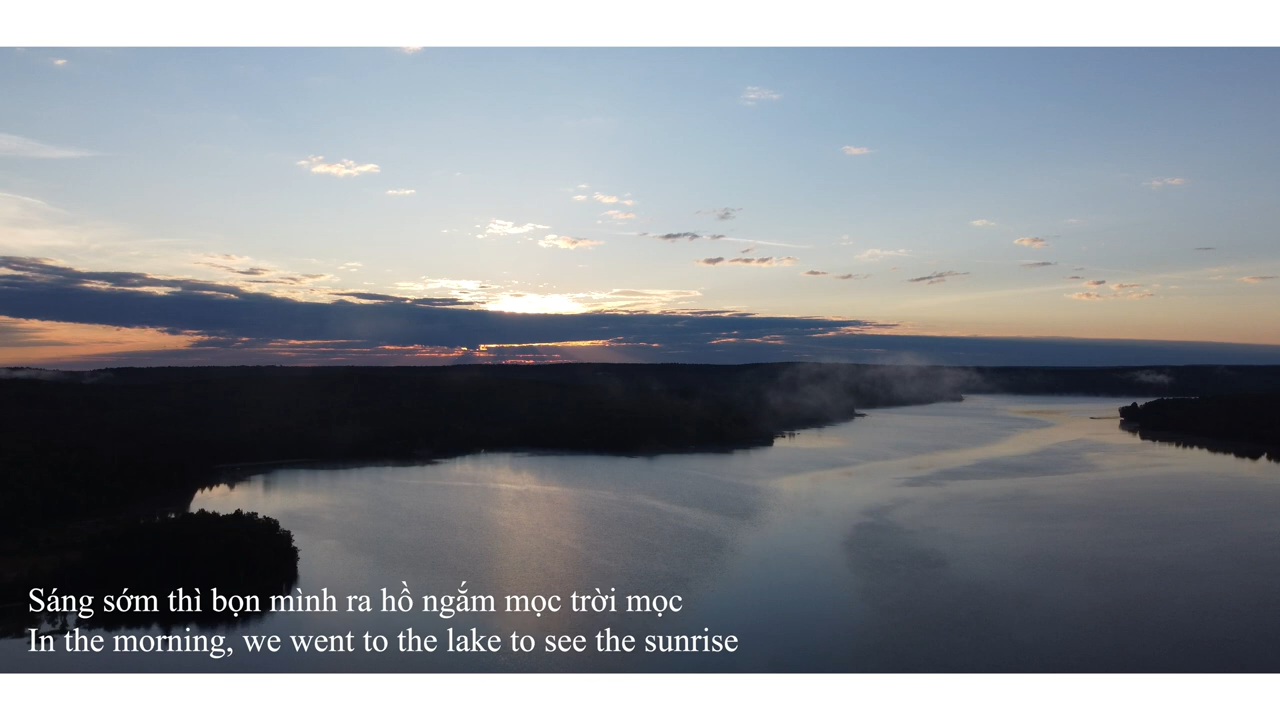 Sáng sớm thì bọn mình ra hồ ngắm mọc trời mọc
In the morning, we went to the lake to see the sunrise